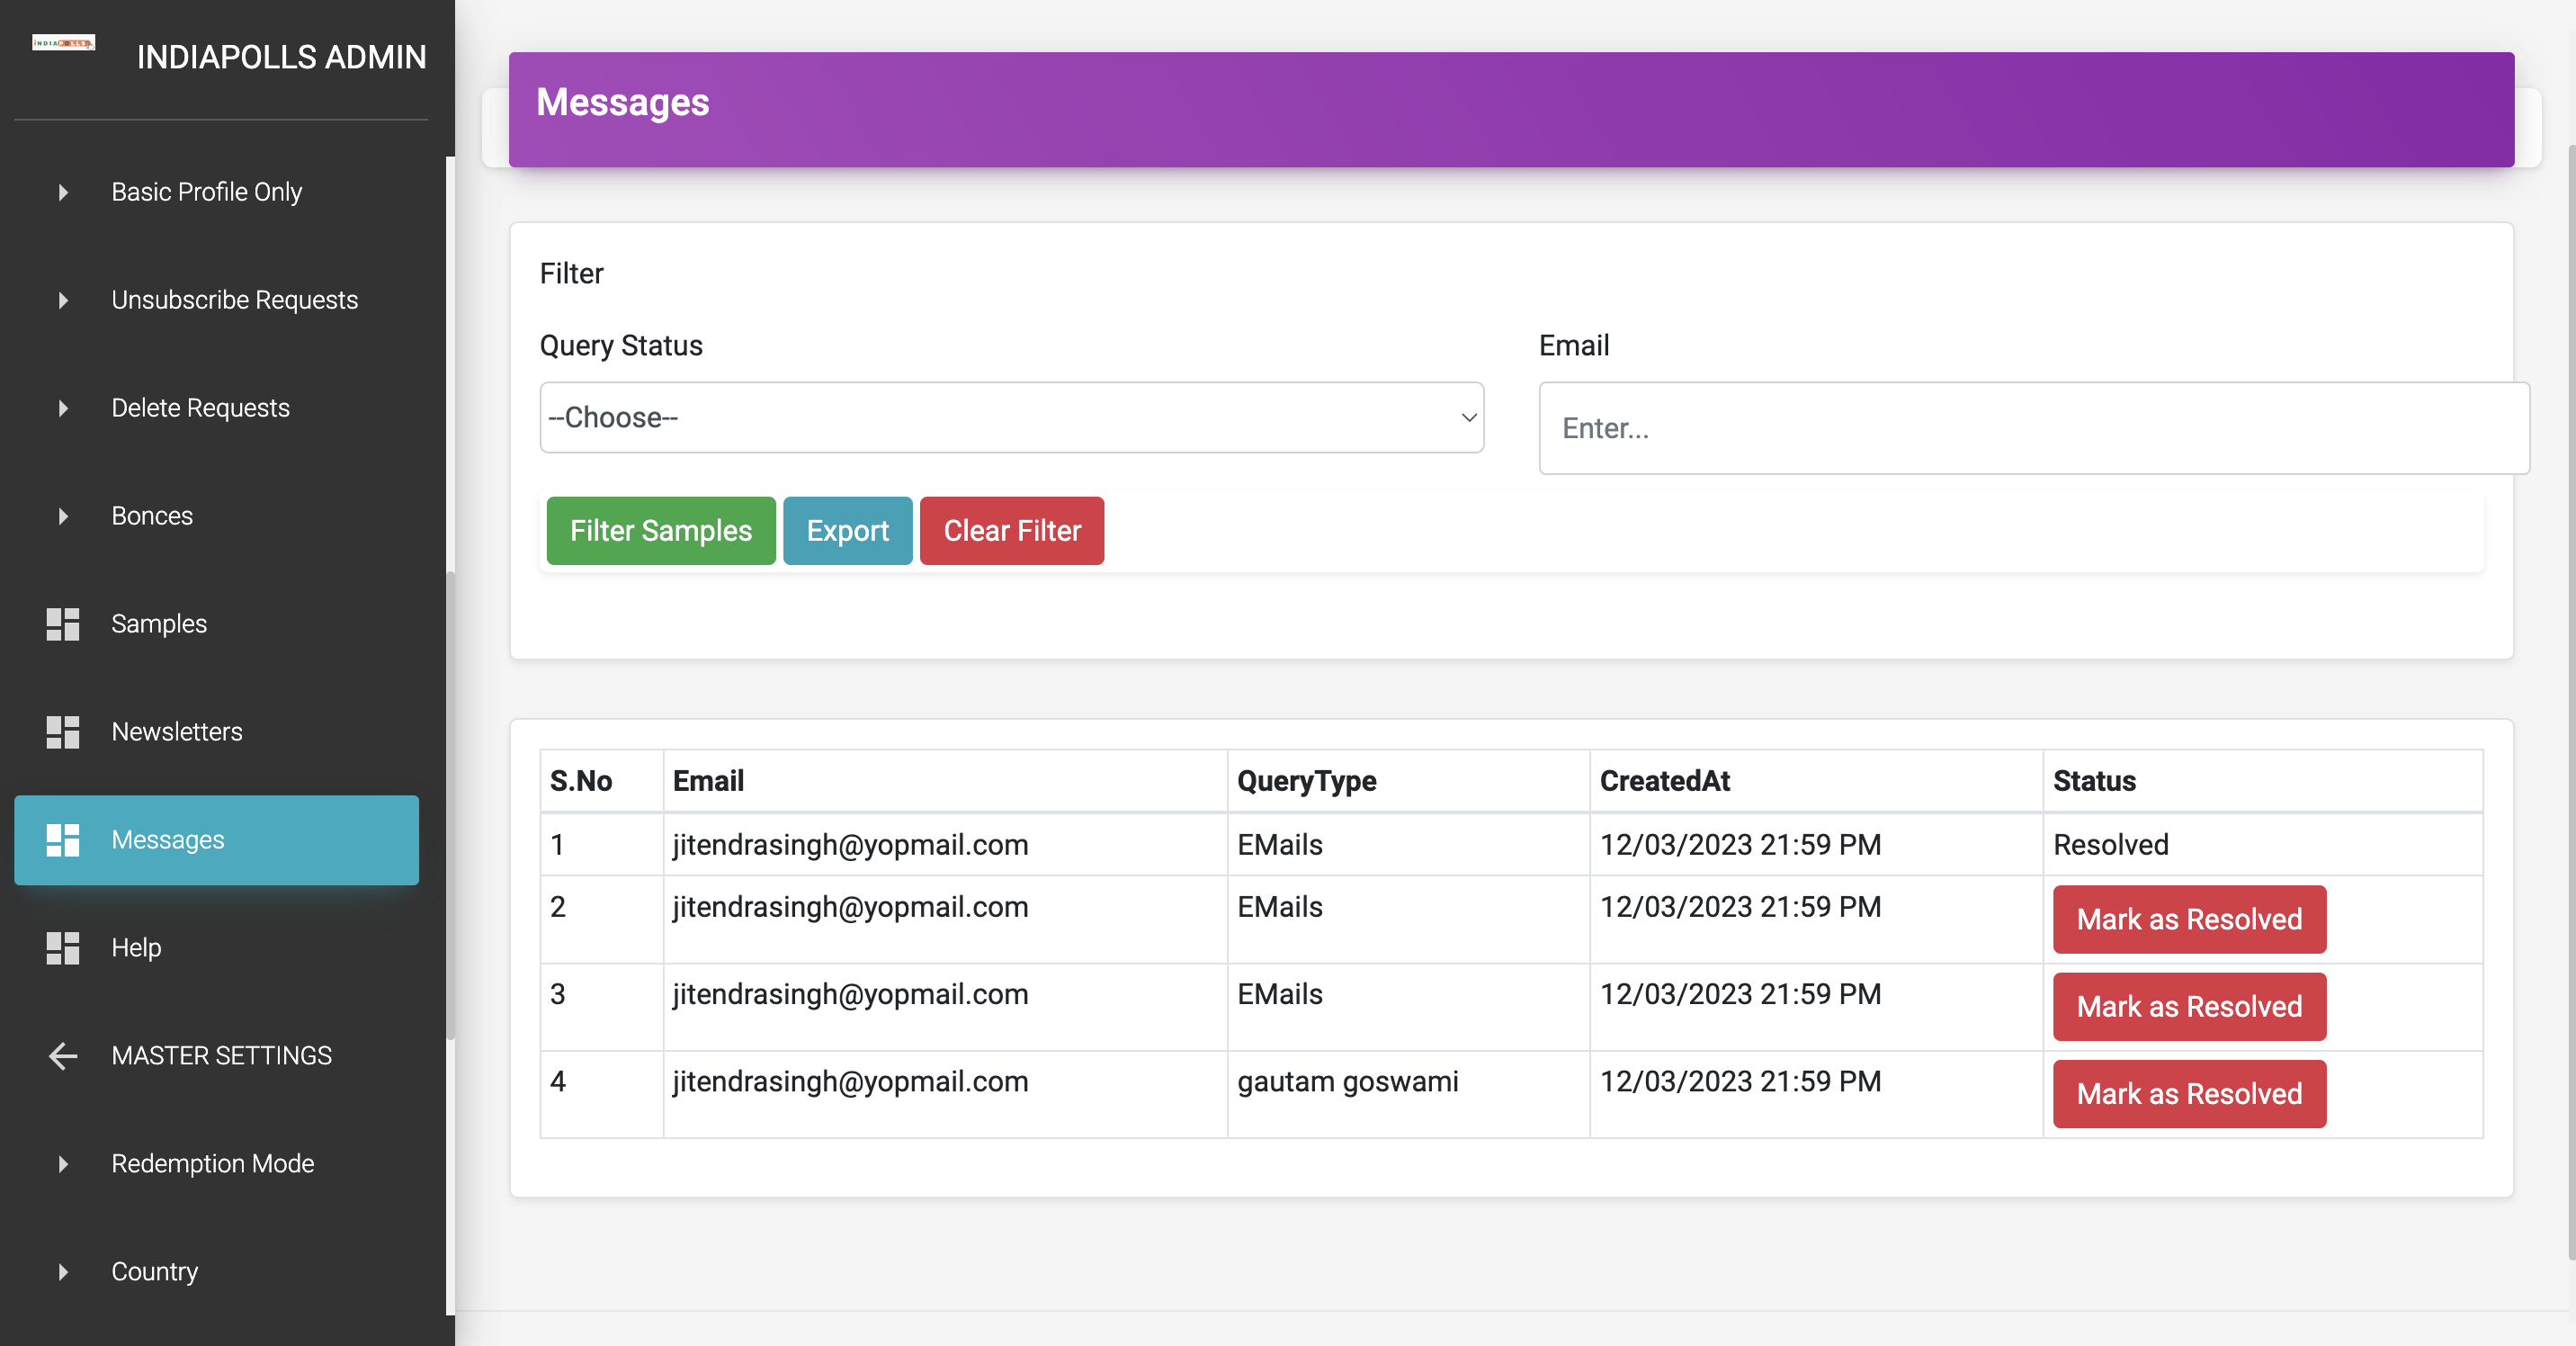 INDIAPOLLS
INDIAPOLLS ADMIN
Basic Profile Only
Unsubscribe Requests
Delete Requests
Bonces
Samples
Newsletters
Messages
Help
MASTER SETTINGS
Redemption Mode
Country
Messages
Filter
Query Status Email
--Choose-- Enter...
Filter Samples Export Clear Filter
S.No Email QueryType CreatedAt Status
1 jitendrasingh@yopmail.com EMails 12/03/2023 21:59 PM Resolved
2 jitendrasingh@yopmail.com EMails 12/03/2023 21:59 PM Mark as Resolved
3 jitendrasingh@yopmail.com EMails 12/03/2023 21:59 PM Mark as Resolved
4 jitendrasingh@yopmail.com gautam goswami 12/03/2023 21:59 PM Mark as Resolved